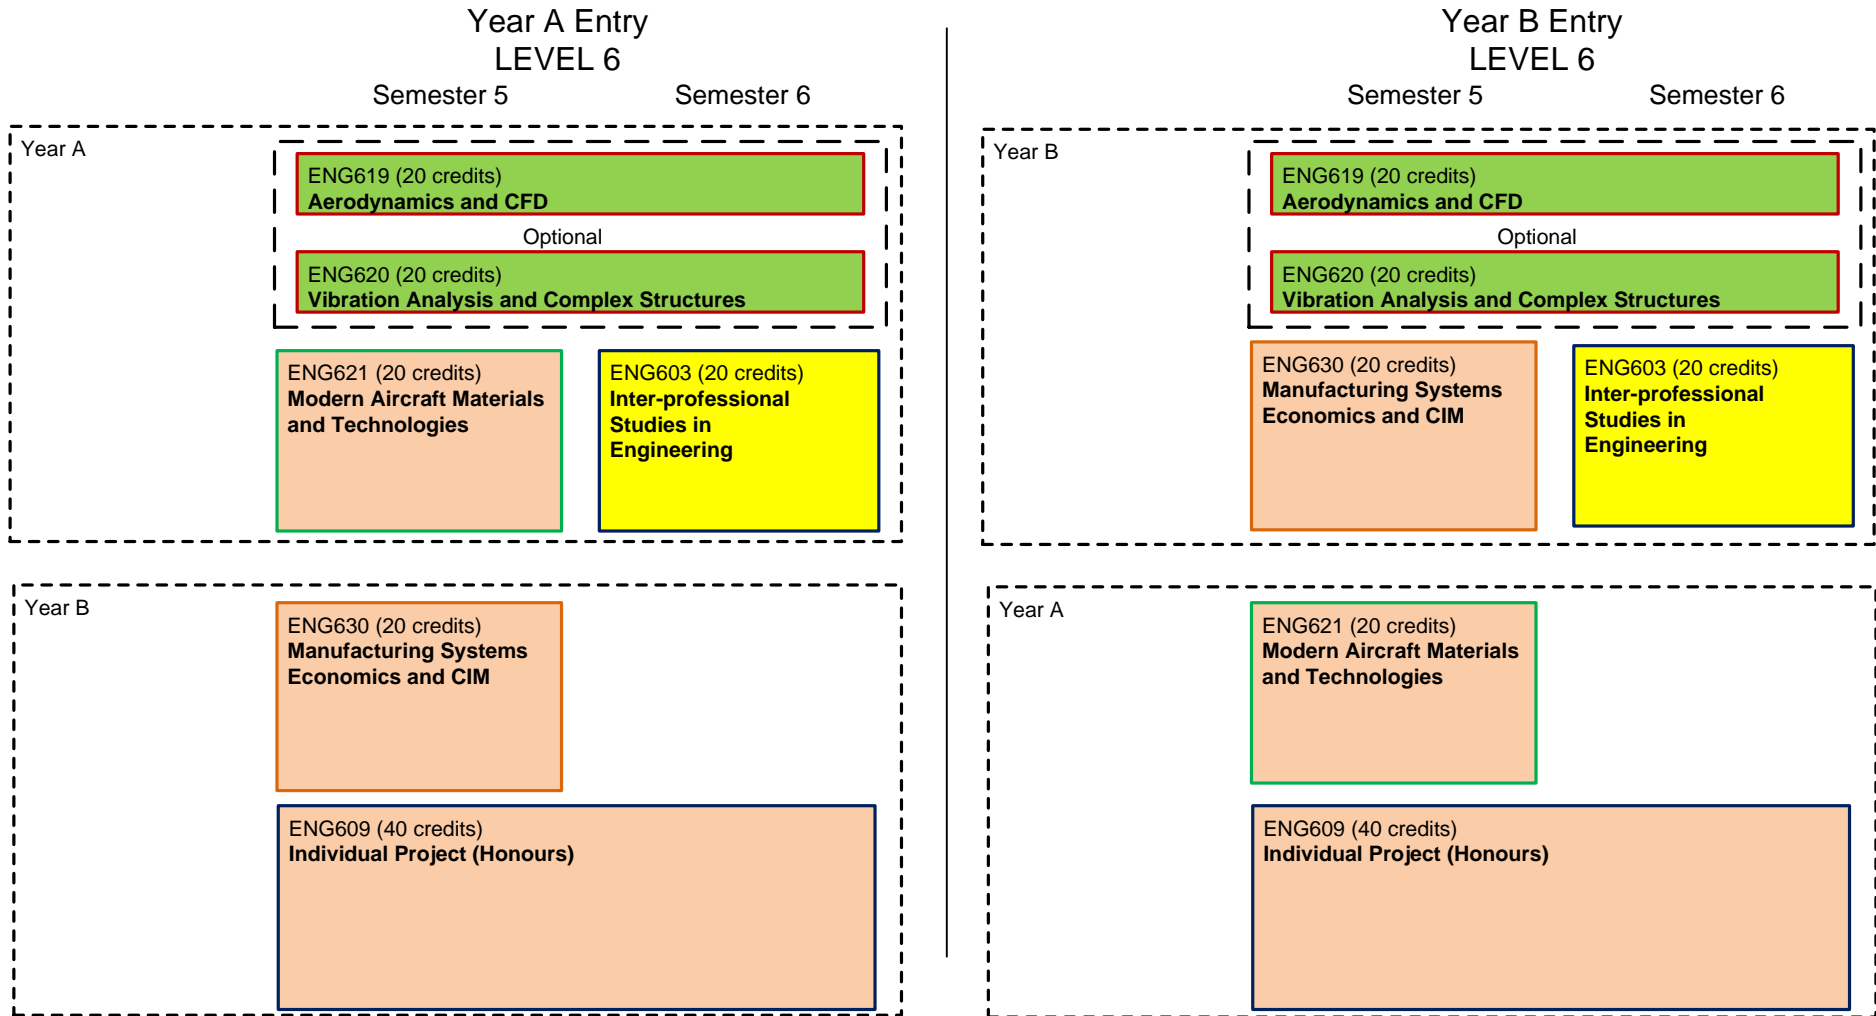 Year A Entry
LEVEL 6
Semester 5
Semester 6
Year A
ENG619 (20 credits)
Aerodynamics and CFD
Optional
ENG620 (20 credits)
Vibration Analysis and Complex Structures
ENG621 (20 credits)
Modern Aircraft Materials
and Technologies
ENG603 (20 credits)
Inter-professional
Studies in
Engineering
Year B
ENG630 (20 credits)
Manufacturing Systems
Economics and CIM
ENG609 (40 credits)
Individual Project (Honours)
Year B Entry
LEVEL 6
Semester 5
Semester 6
Year B
ENG619 (20 credits)
Aerodynamics and CFD
Optional
ENG620 (20 credits)
Vibration Analysis and Complex Structures
ENG630 (20 credits)
Manufacturing Systems
Economics and CIM
ENG603 (20 credits)
Inter-professional
Studies in
Engineering
Year A
ENG621 (20 credits)
Modern Aircraft Materials
and Technologies
ENG609 (40 credits)
Individual Project (Honours)